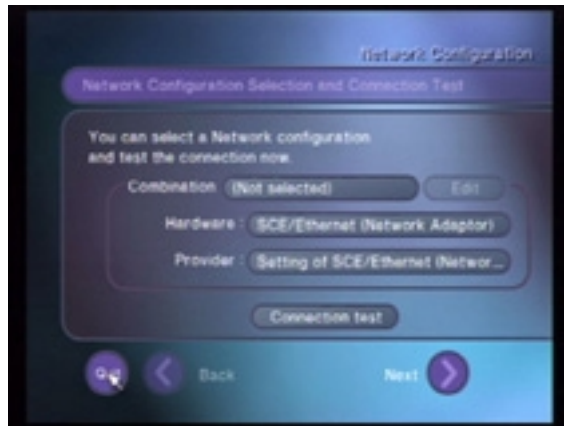 Network Configuration
Network Configuration Selection and Connection Test
You can select a Network configuration
and test the connection now.
Combination (Not selected) Edit
Hardware : SCE/Ethernet (Network Adaptor)
Provider : Setting of SCE/Ethernet (Networ...
Connection test
Quit Back Next